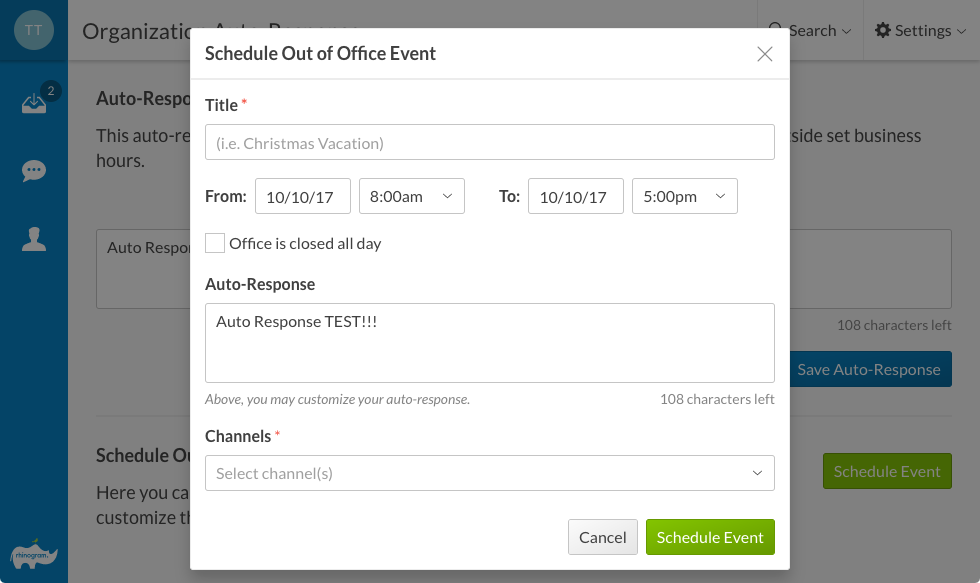 TT
Organizatio
Search
Settings
2
Schedule Out of Office Event
Auto-Respo
Title *
This auto-re
side set business
hours.
(i.e. Christmas Vacation)
From: 10/10/17 8:00am To: 10/10/17 5:00pm
Office is closed all day
Auto Respo
Auto-Response
Auto Response TEST!!!
108 characters left
Save Auto-Response
Above, you may customize your auto-response.
108 characters left
Channels *
Schedule Ou
Select channel(s)
Schedule Event
Here you ca
customize th
Cancel
Schedule Event
rhinogram